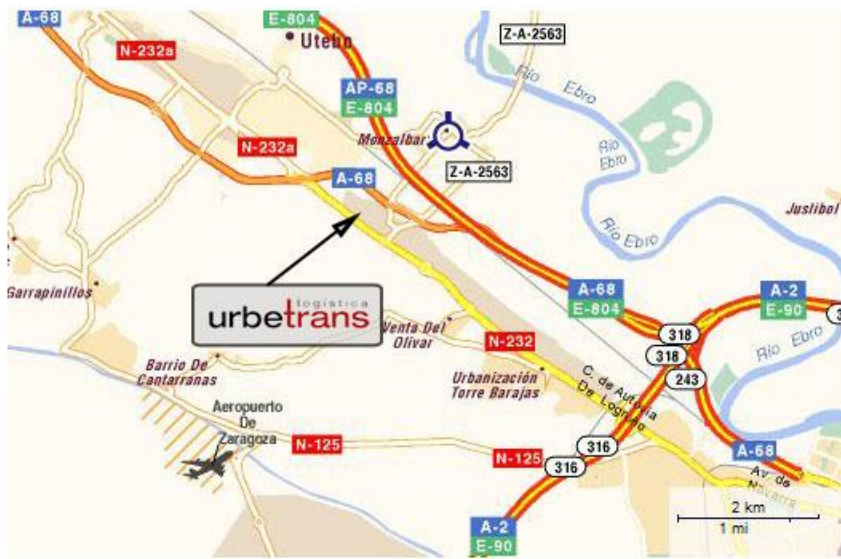 A-68
E-804
N-232a
Utebo
Z-A-2563
AP-68
E-804
Río Ebro
Monzalbar
Río
Ebro
N-232a
Z-A-2563
A-68
Juslibol
Río Ebro
Garrapinillos
logística
urbetrans
A-68
E-804
A-2
E-90
Venta Del
Olivar
N-232
318
318
Río Ebro
243
Barrio De
Cantarranas
Urbanización
Torre Barajas
C. de Autovia
De Logroño
Aeropuerto
De
Zaragoza
N-125
N-125
316
316
A-68
Av. de
Navarra
A-2
E-90
2 km
1 mi